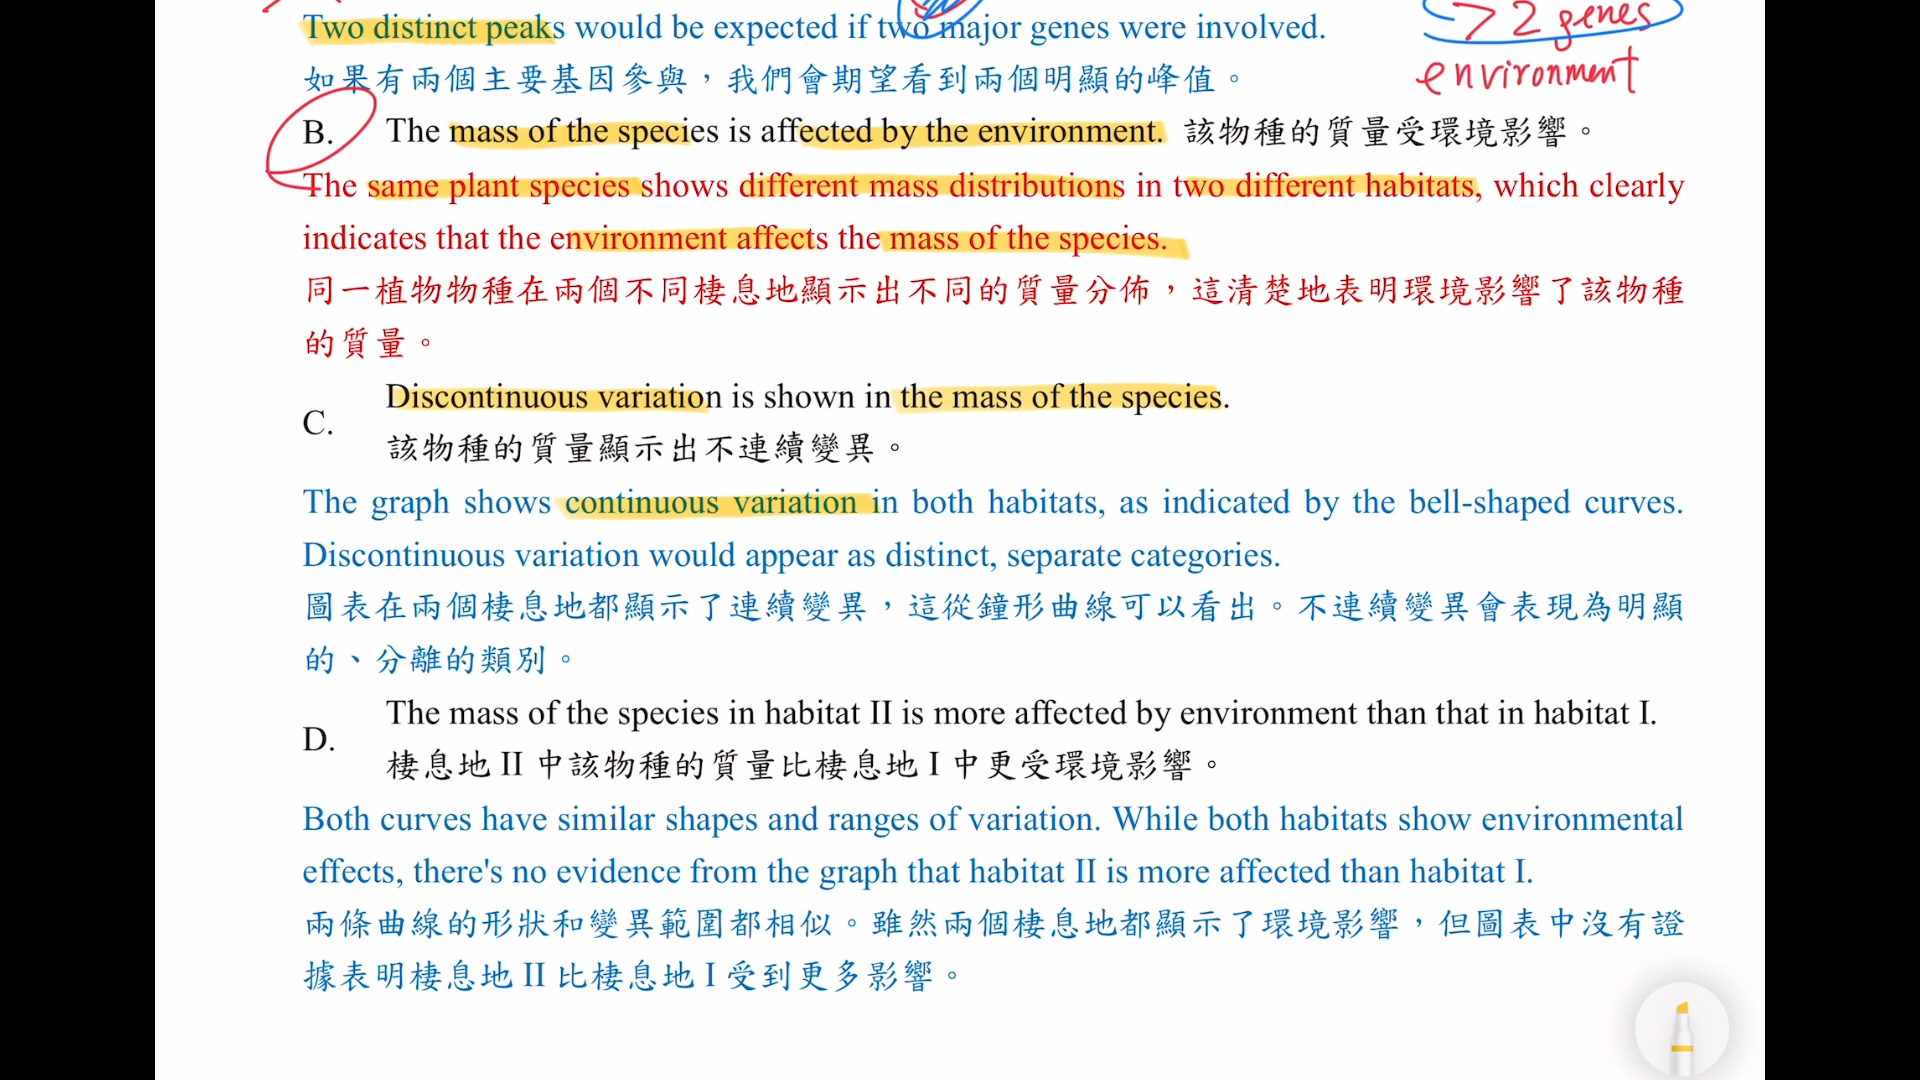 > 2 genes
Two distinct peaks would be expected if two major genes were involved.
environment
如果有兩個主要基因參與，我們會期望看到兩個明顯的峰值。
B. The mass of the species is affected by the environment. 該物種的質量受環境影響。
The same plant species shows different mass distributions in two different habitats, which clearly
indicates that the environment affects the mass of the species.
同一植物物種在兩個不同棲息地顯示出不同的質量分佈，這清楚地表明環境影響了該物種
的質量。
Discontinuous variation is shown in the mass of the species.
C.
該物種的質量顯示出不連續變異。
The graph shows continuous variation in both habitats, as indicated by the bell-shaped curves.
Discontinuous variation would appear as distinct, separate categories.
圖表在兩個棲息地都顯示了連續變異，這從鐘形曲線可以看出。不連續變異會表現為明顯
的、分離的類別。
The mass of the species in habitat II is more affected by environment than that in habitat I.
D.
棲息地 II 中該物種的質量比棲息地 I 中更受環境影響。
Both curves have similar shapes and ranges of variation. While both habitats show environmental
effects, there's no evidence from the graph that habitat II is more affected than habitat I.
兩條曲線的形狀和變異範圍都相似。雖然兩個棲息地都顯示了環境影響，但圖表中沒有證
據表明棲息地 II 比棲息地 I 受到更多影響。